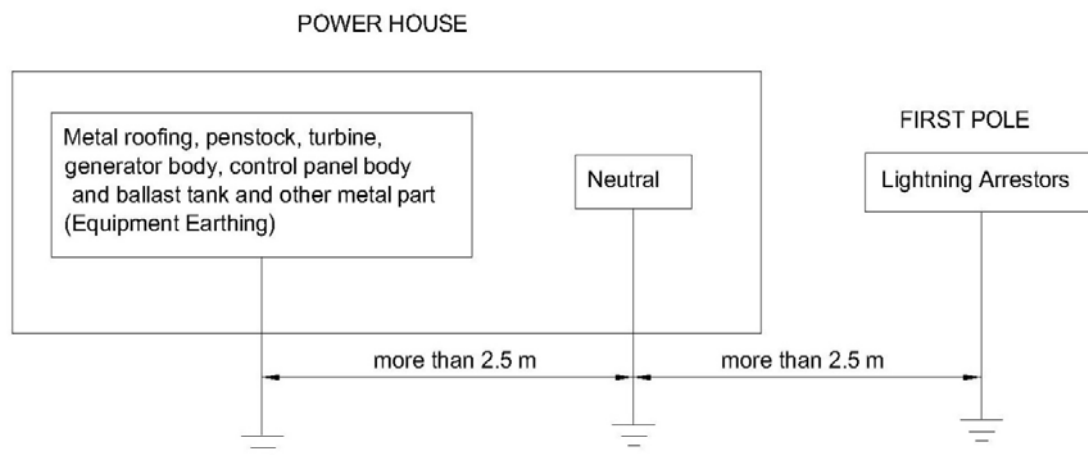 POWER HOUSE
Metal roofing, penstock, turbine,
generator body, control panel body
and ballast tank and other metal part
(Equipment Earthing)
Neutral
FIRST POLE
Lightning Arrestors
more than 2.5 m
more than 2.5 m